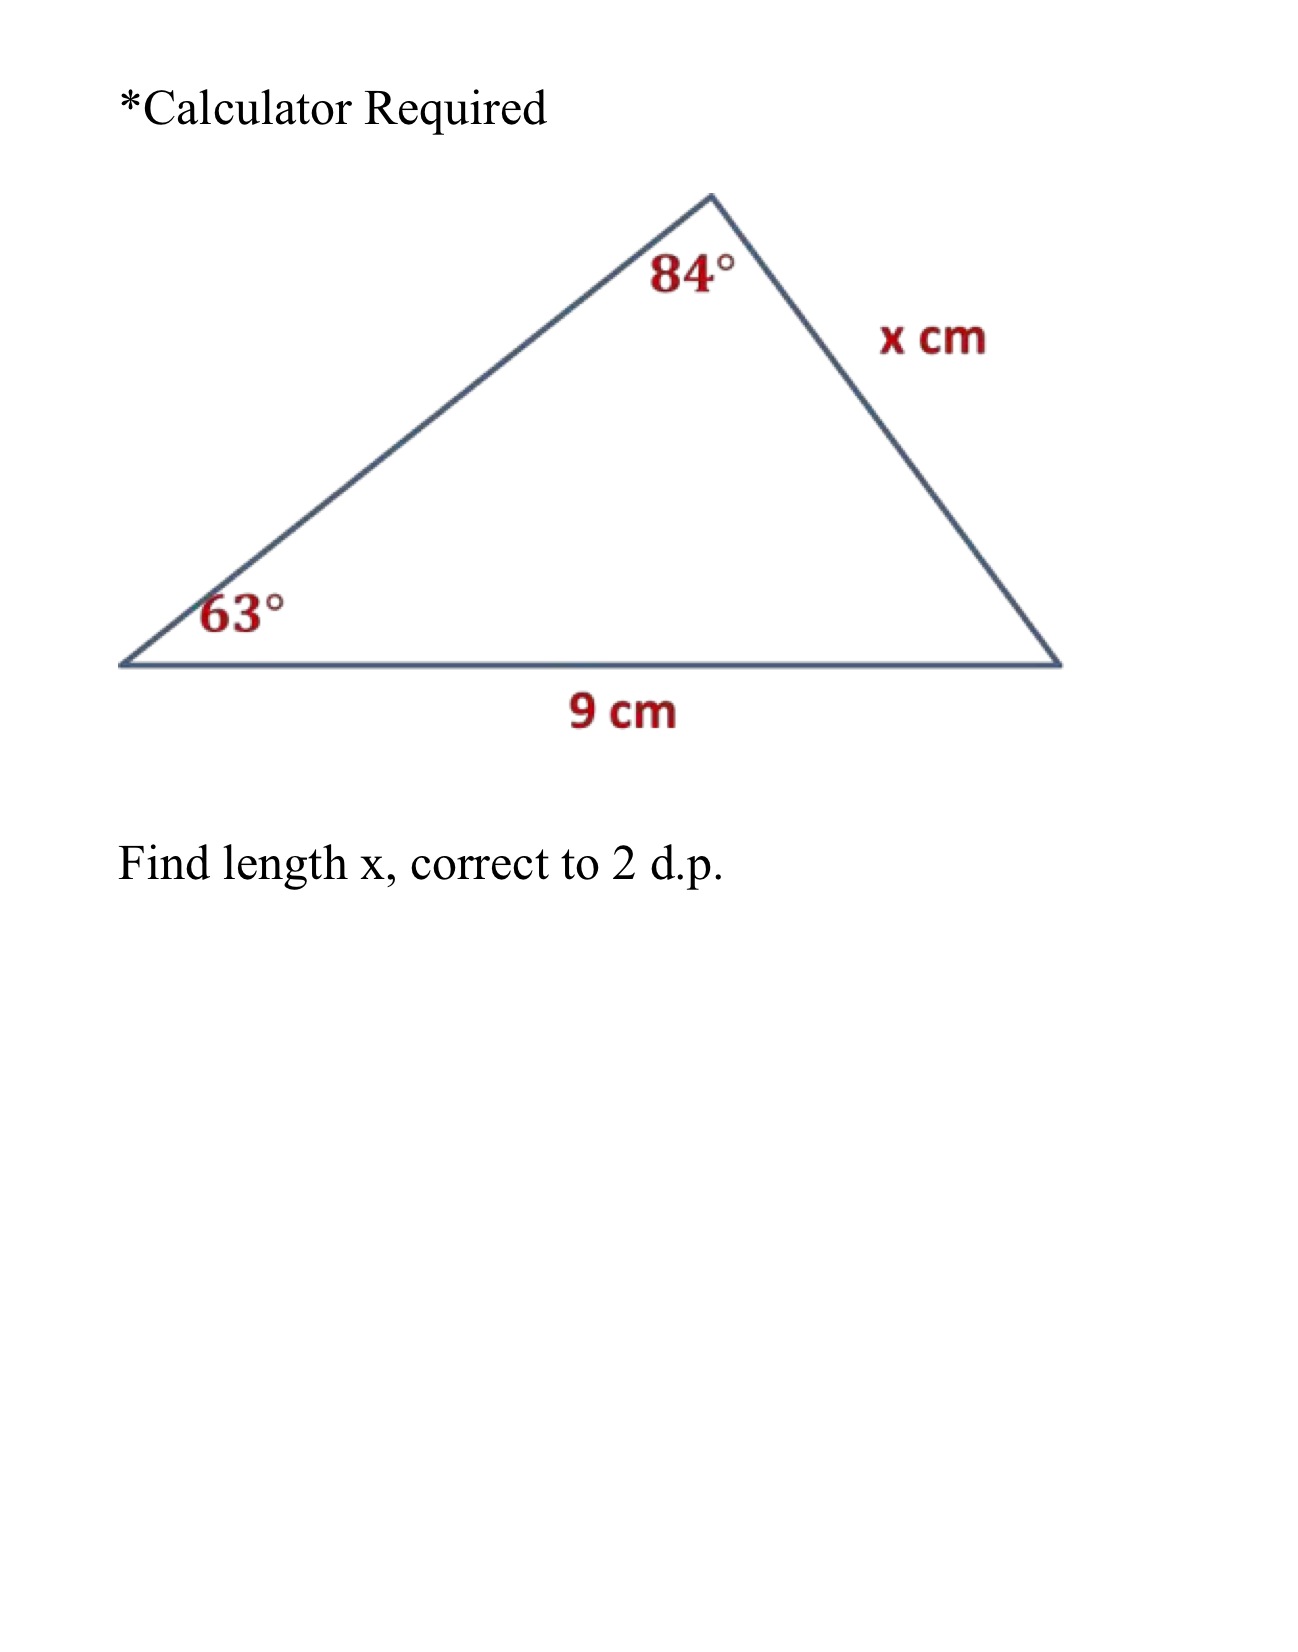 *Calculator Required
84°
x cm
63°
9 cm
Find length x, correct to 2 d.p.